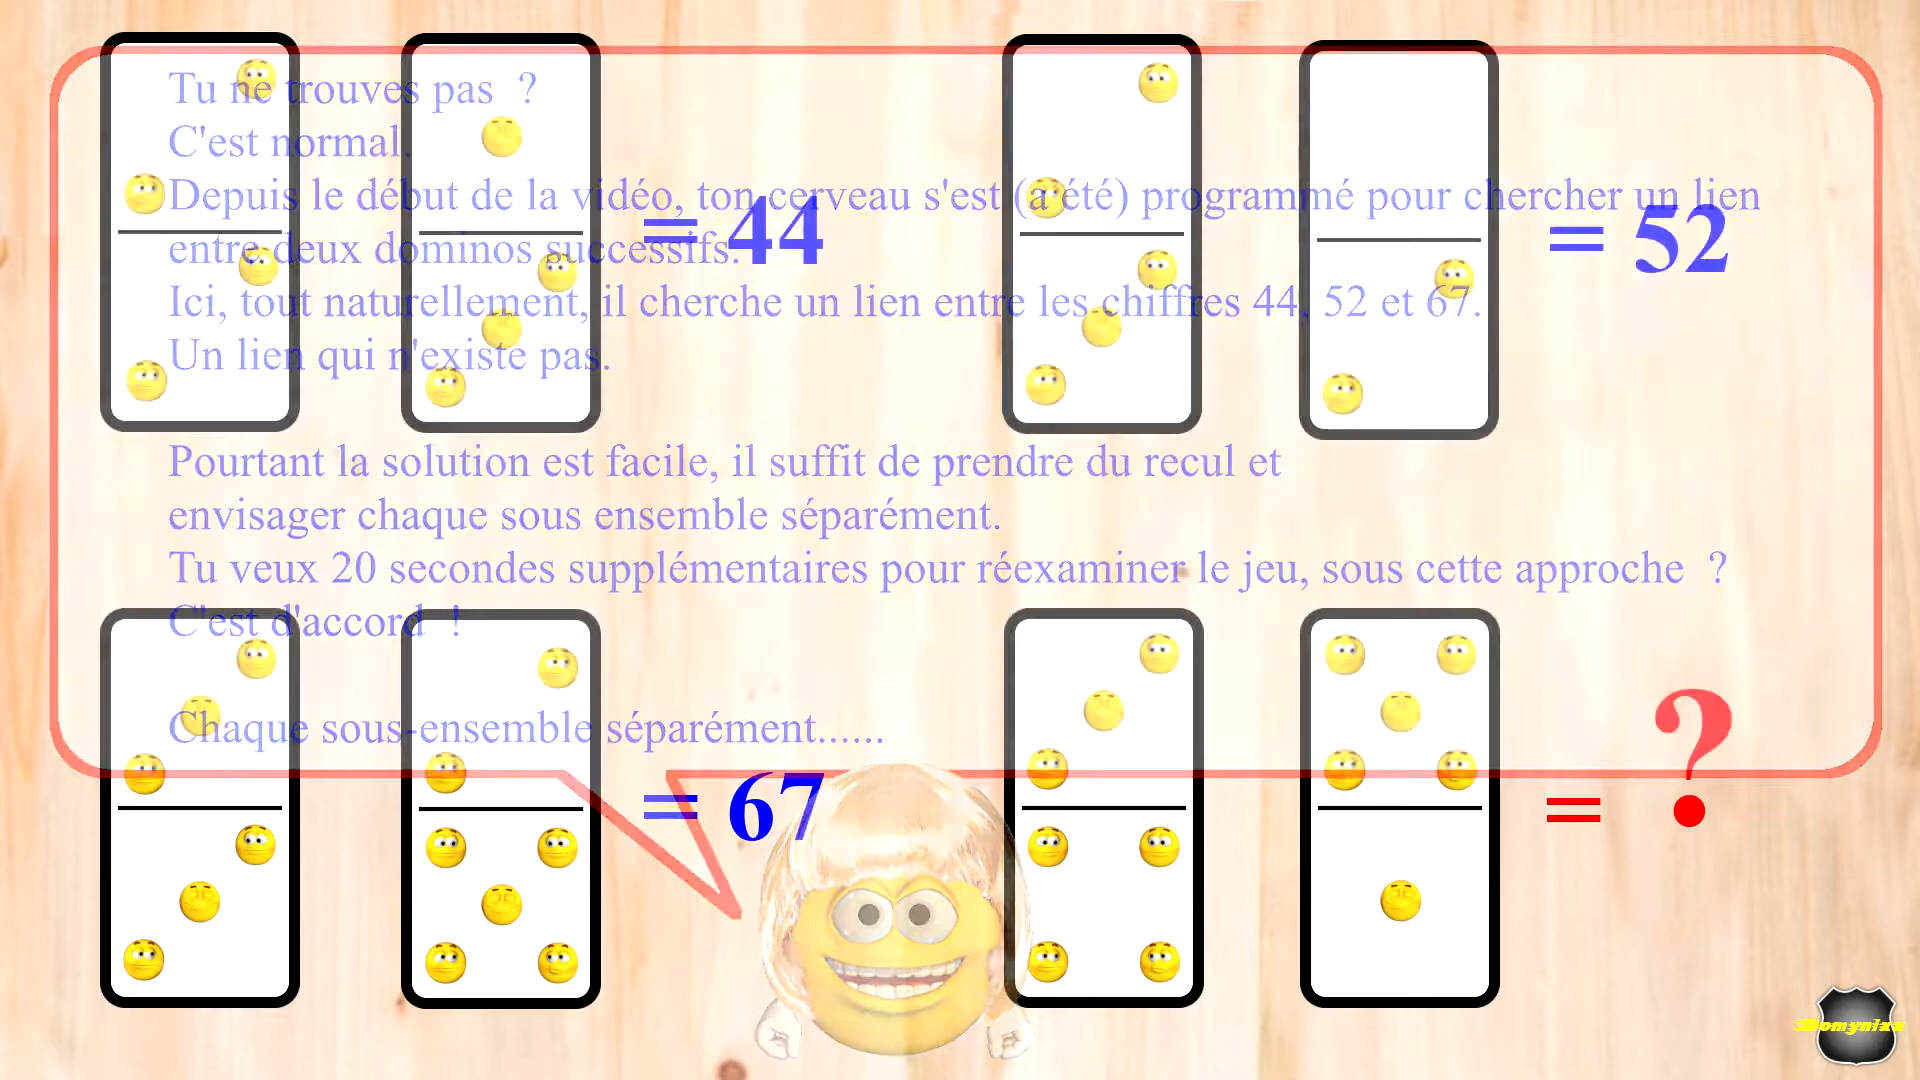 Tu ne trouves pas ?
C'est normal.
Depuis le début de la vidéo, ton cerveau s'est (a été) programmé pour chercher un lien
entre deux dominos successifs.
Ici, tout naturellement, il cherche un lien entre les chiffres 44, 52 et 67.
Un lien qui n'existe pas.
Pourtant la solution est facile, il suffit de prendre du recul et
envisager chaque sous ensemble séparément.
Tu veux 20 secondes supplémentaires pour réexaminer le jeu, sous cette approche ?
C'est d'accord !
Chaque sous-ensemble séparément......
= 44
= 52
= 67
= ?
Domynixx